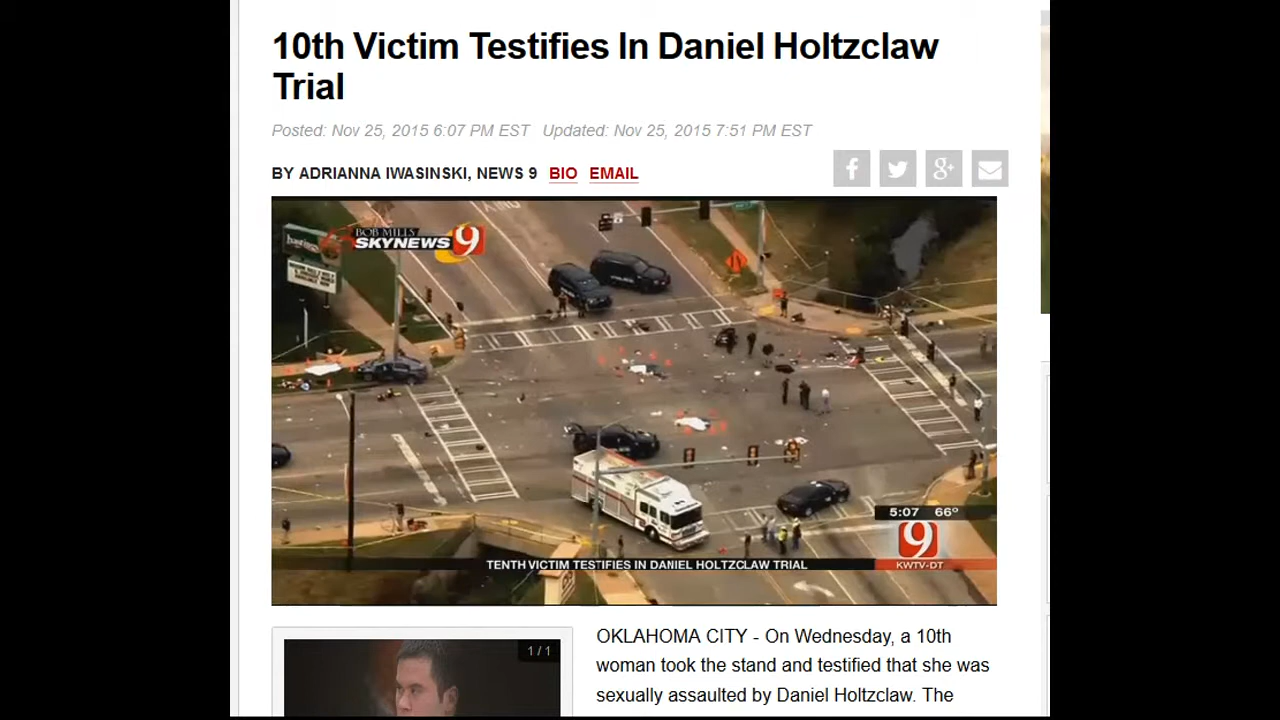 10th Victim Testifies In Daniel Holtzclaw
Trial
Posted: Nov 25, 2015 6:07 PM EST Updated: Nov 25, 2015 7:51 PM EST
BY ADRIANNA IWASINSKI, NEWS 9 BIO EMAIL
BOB MILLS
SKYNEWS 9
5:07 66°
9
KWTV-DT
TENTH VICTIM TESTIFIES IN DANIEL HOLTZCLAW TRIAL
1 / 1
OKLAHOMA CITY - On Wednesday, a 10th
woman took the stand and testified that she was
sexually assaulted by Daniel Holtzclaw. The